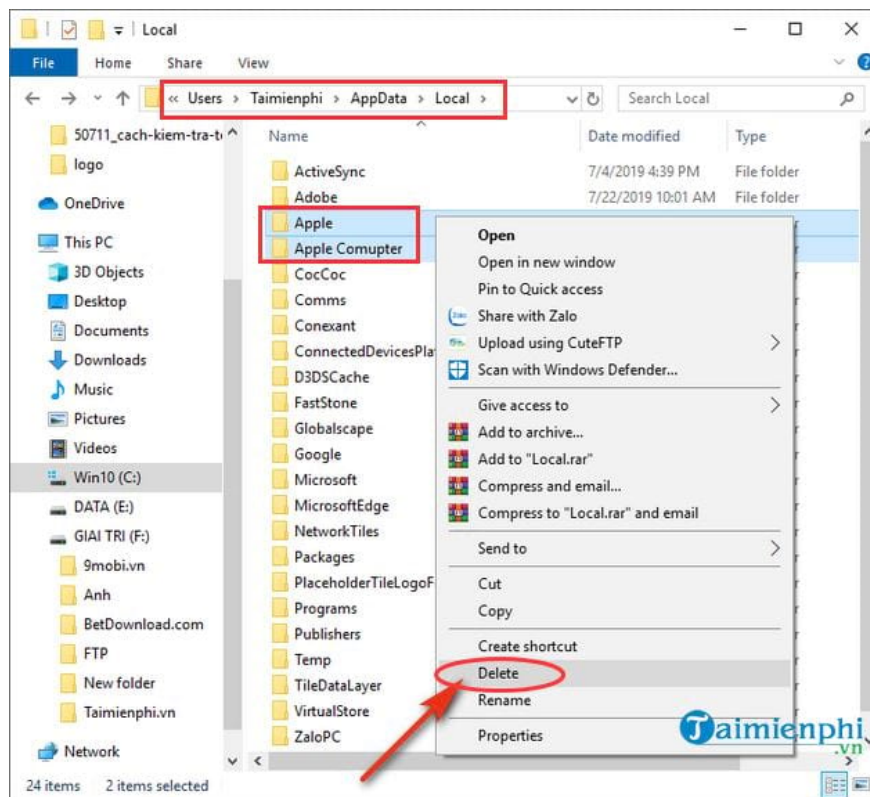 Local
File Home Share View
« Users > Taimienphi > AppData > Local >
Search Local
50711_cach-kiem-tra-t
logo
OneDrive
This PC
3D Objects
Desktop
Documents
Downloads
Music
Pictures
Videos
Win10 (C:)
DATA (E:)
GIAI TRI (F:)
9mobi.vn
Anh
BetDownload.com
FTP
New folder
Taimienphi.vn
Network
Name Date modified Type
ActiveSync 7/4/2019 4:39 PM File folder
Adobe 7/22/2019 10:01 AM File folder
Apple
Apple Comupter
CocCoc
Comms
Conexant
ConnectedDevicesPla
D3DSCache
FastStone
Globalscape
Google
Microsoft
MicrosoftEdge
NetworkTiles
Packages
PlaceholderTileLogoF
Programs
Publishers
Temp
TileDataLayer
VirtualStore
ZaloPC
Open
Open in new window
Pin to Quick access
Share with Zalo
Upload using CuteFTP
Scan with Windows Defender...
Give access to
Add to archive...
Add to "Local.rar"
Compress and email...
Compress to "Local.rar" and email
Send to
Cut
Copy
Create shortcut
Delete
Rename
Properties
Taimienphi
.vn
24 items 2 items selected